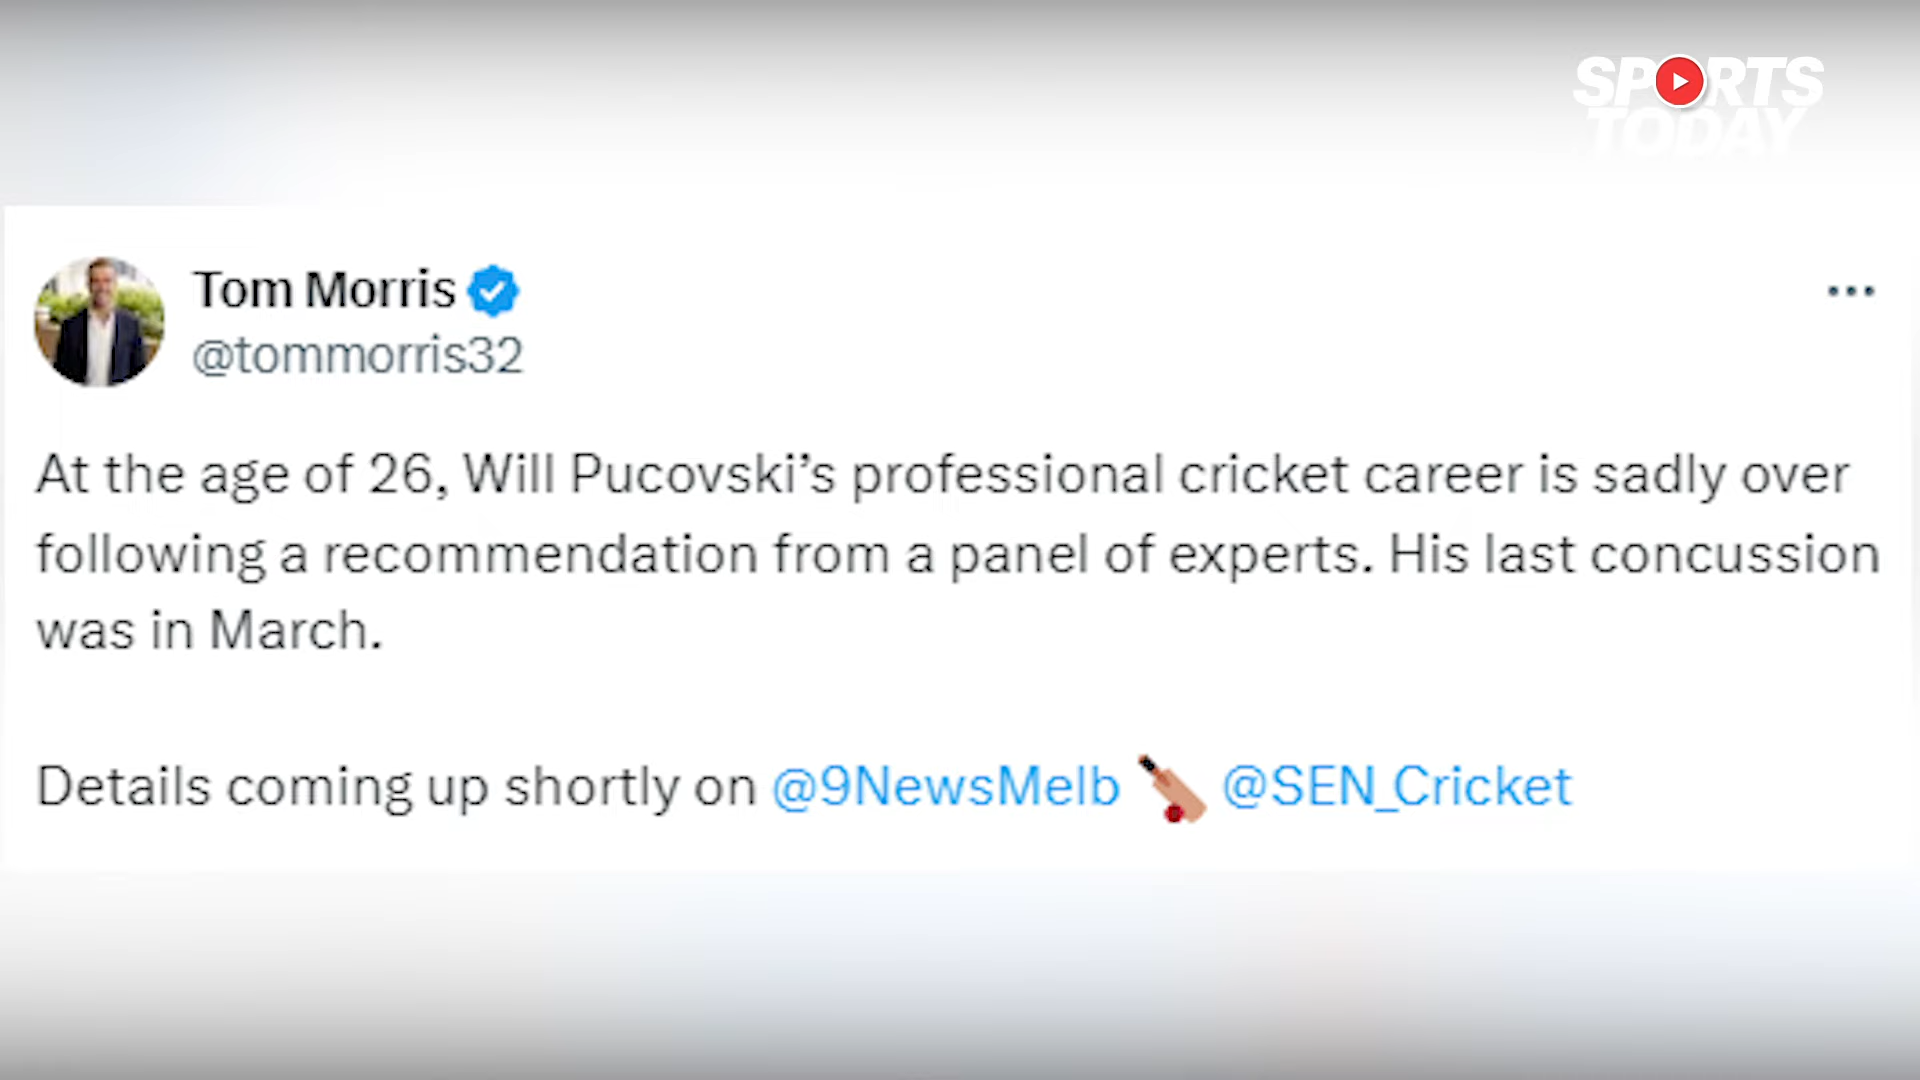 SPORTS
TODAY
Tom Morris
@tommorris32
At the age of 26, Will Pucovski’s professional cricket career is sadly over
following a recommendation from a panel of experts. His last concussion
was in March.
Details coming up shortly on @9NewsMelb 🏏 @SEN_Cricket